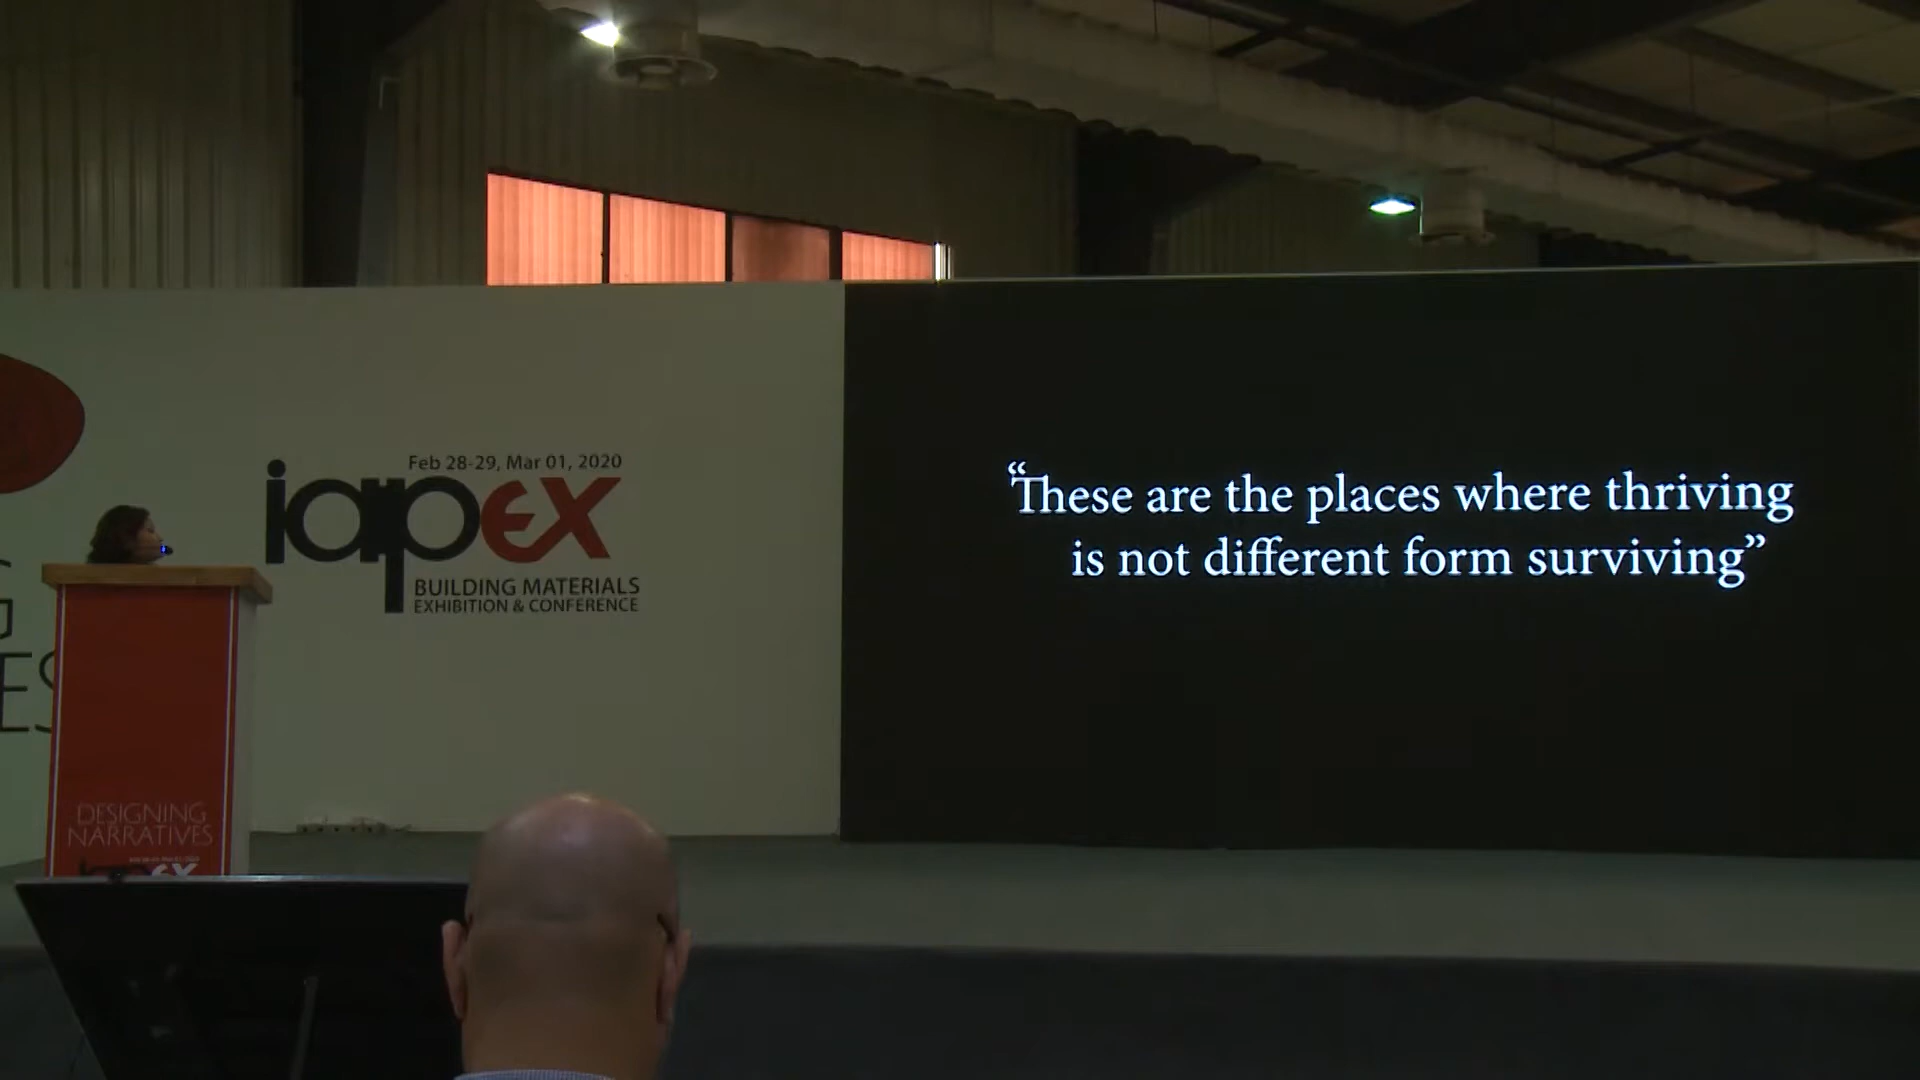 Feb 28-29, Mar 01, 2020
iapex
BUILDING MATERIALS
EXHIBITION & CONFERENCE
“These are the places where thriving
is not different form surviving”
DESIGNING
NARRATIVES